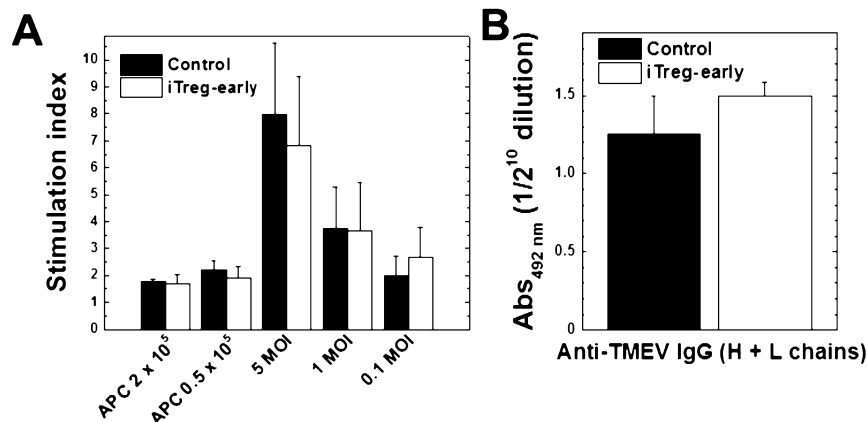 A
Stimulation index
10
9
8
7
6
5
4
3
2
1
0
Control
iTreg-early
APC 2 x 10⁵
APC 0.5 x 10⁵
5 MOI
1 MOI
0.1 MOI
B
Abs₄₉₂ ₙₘ (1/2¹⁰ dilution)
1.5
1
0.5
0
Control
iTreg-early
Anti-TMEV IgG (H + L chains)